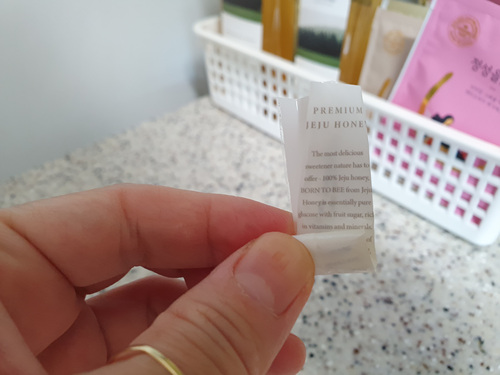 PREMIUM
JEJU HONEY
The most delicious
sweetener nature has to
offer - 100% Jeju honey.
BORN TO BEE from Jeju
Honey is essentially pure
glucose with fruit sugar, rich
in vitamins and minerals.